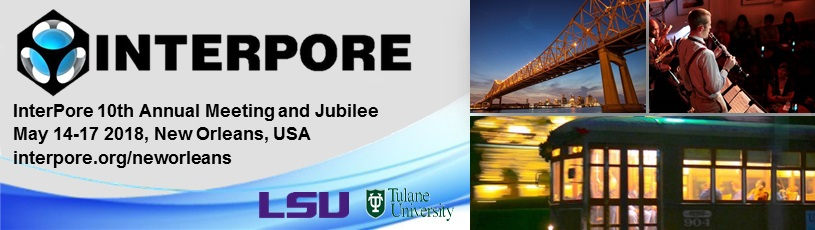 INTERPORE
InterPore 10th Annual Meeting and Jubilee
May 14-17 2018, New Orleans, USA
interpore.org/neworleans
LSU
Tulane
University
904